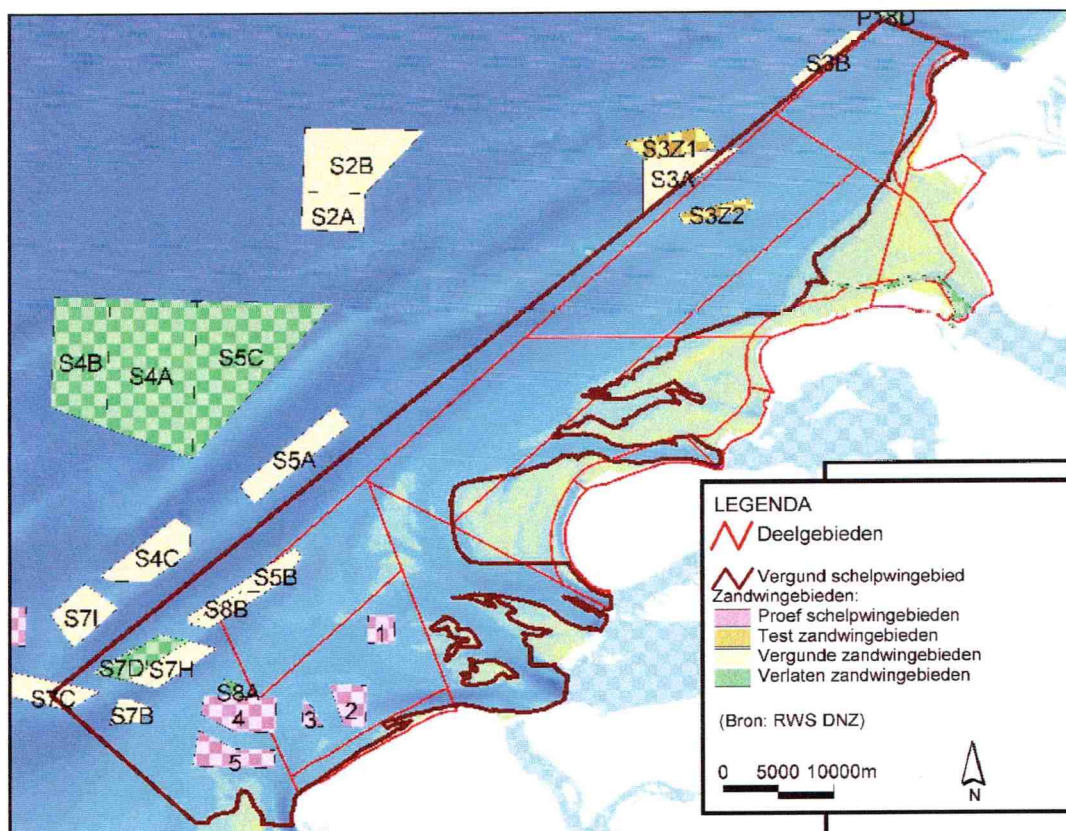 P18D
S3B
S2B
S3Z1
S3A
S2A
S3Z2
S4B
S4A
S5C
S5A
S4C
S5B
S8B
S7I
1
S7D
S7H
S7C
S8A
S7B
4
3
2
5
LEGENDA
Deelgebieden
Vergund schelpwingebied
Zandwingebieden:
Proef schelpwingebieden
Test zandwingebieden
Vergunde zandwingebieden
Verlaten zandwingebieden
(Bron: RWS DNZ)
0 5000 10000m
N